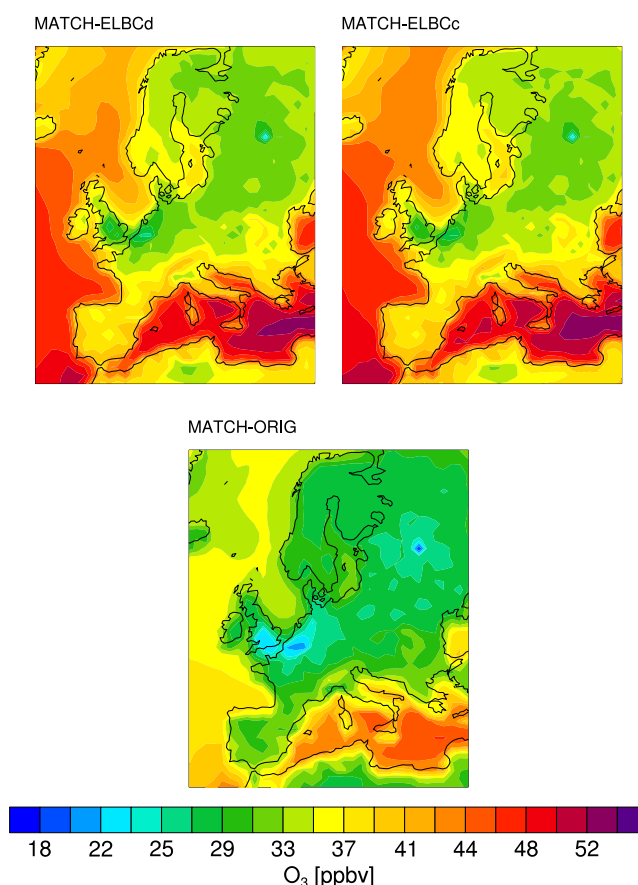 MATCH-ELBCd
MATCH-ELBCc
MATCH-ORIG
18 22 25 29 33 37 41 44 48 52
O₃ [ppbv]